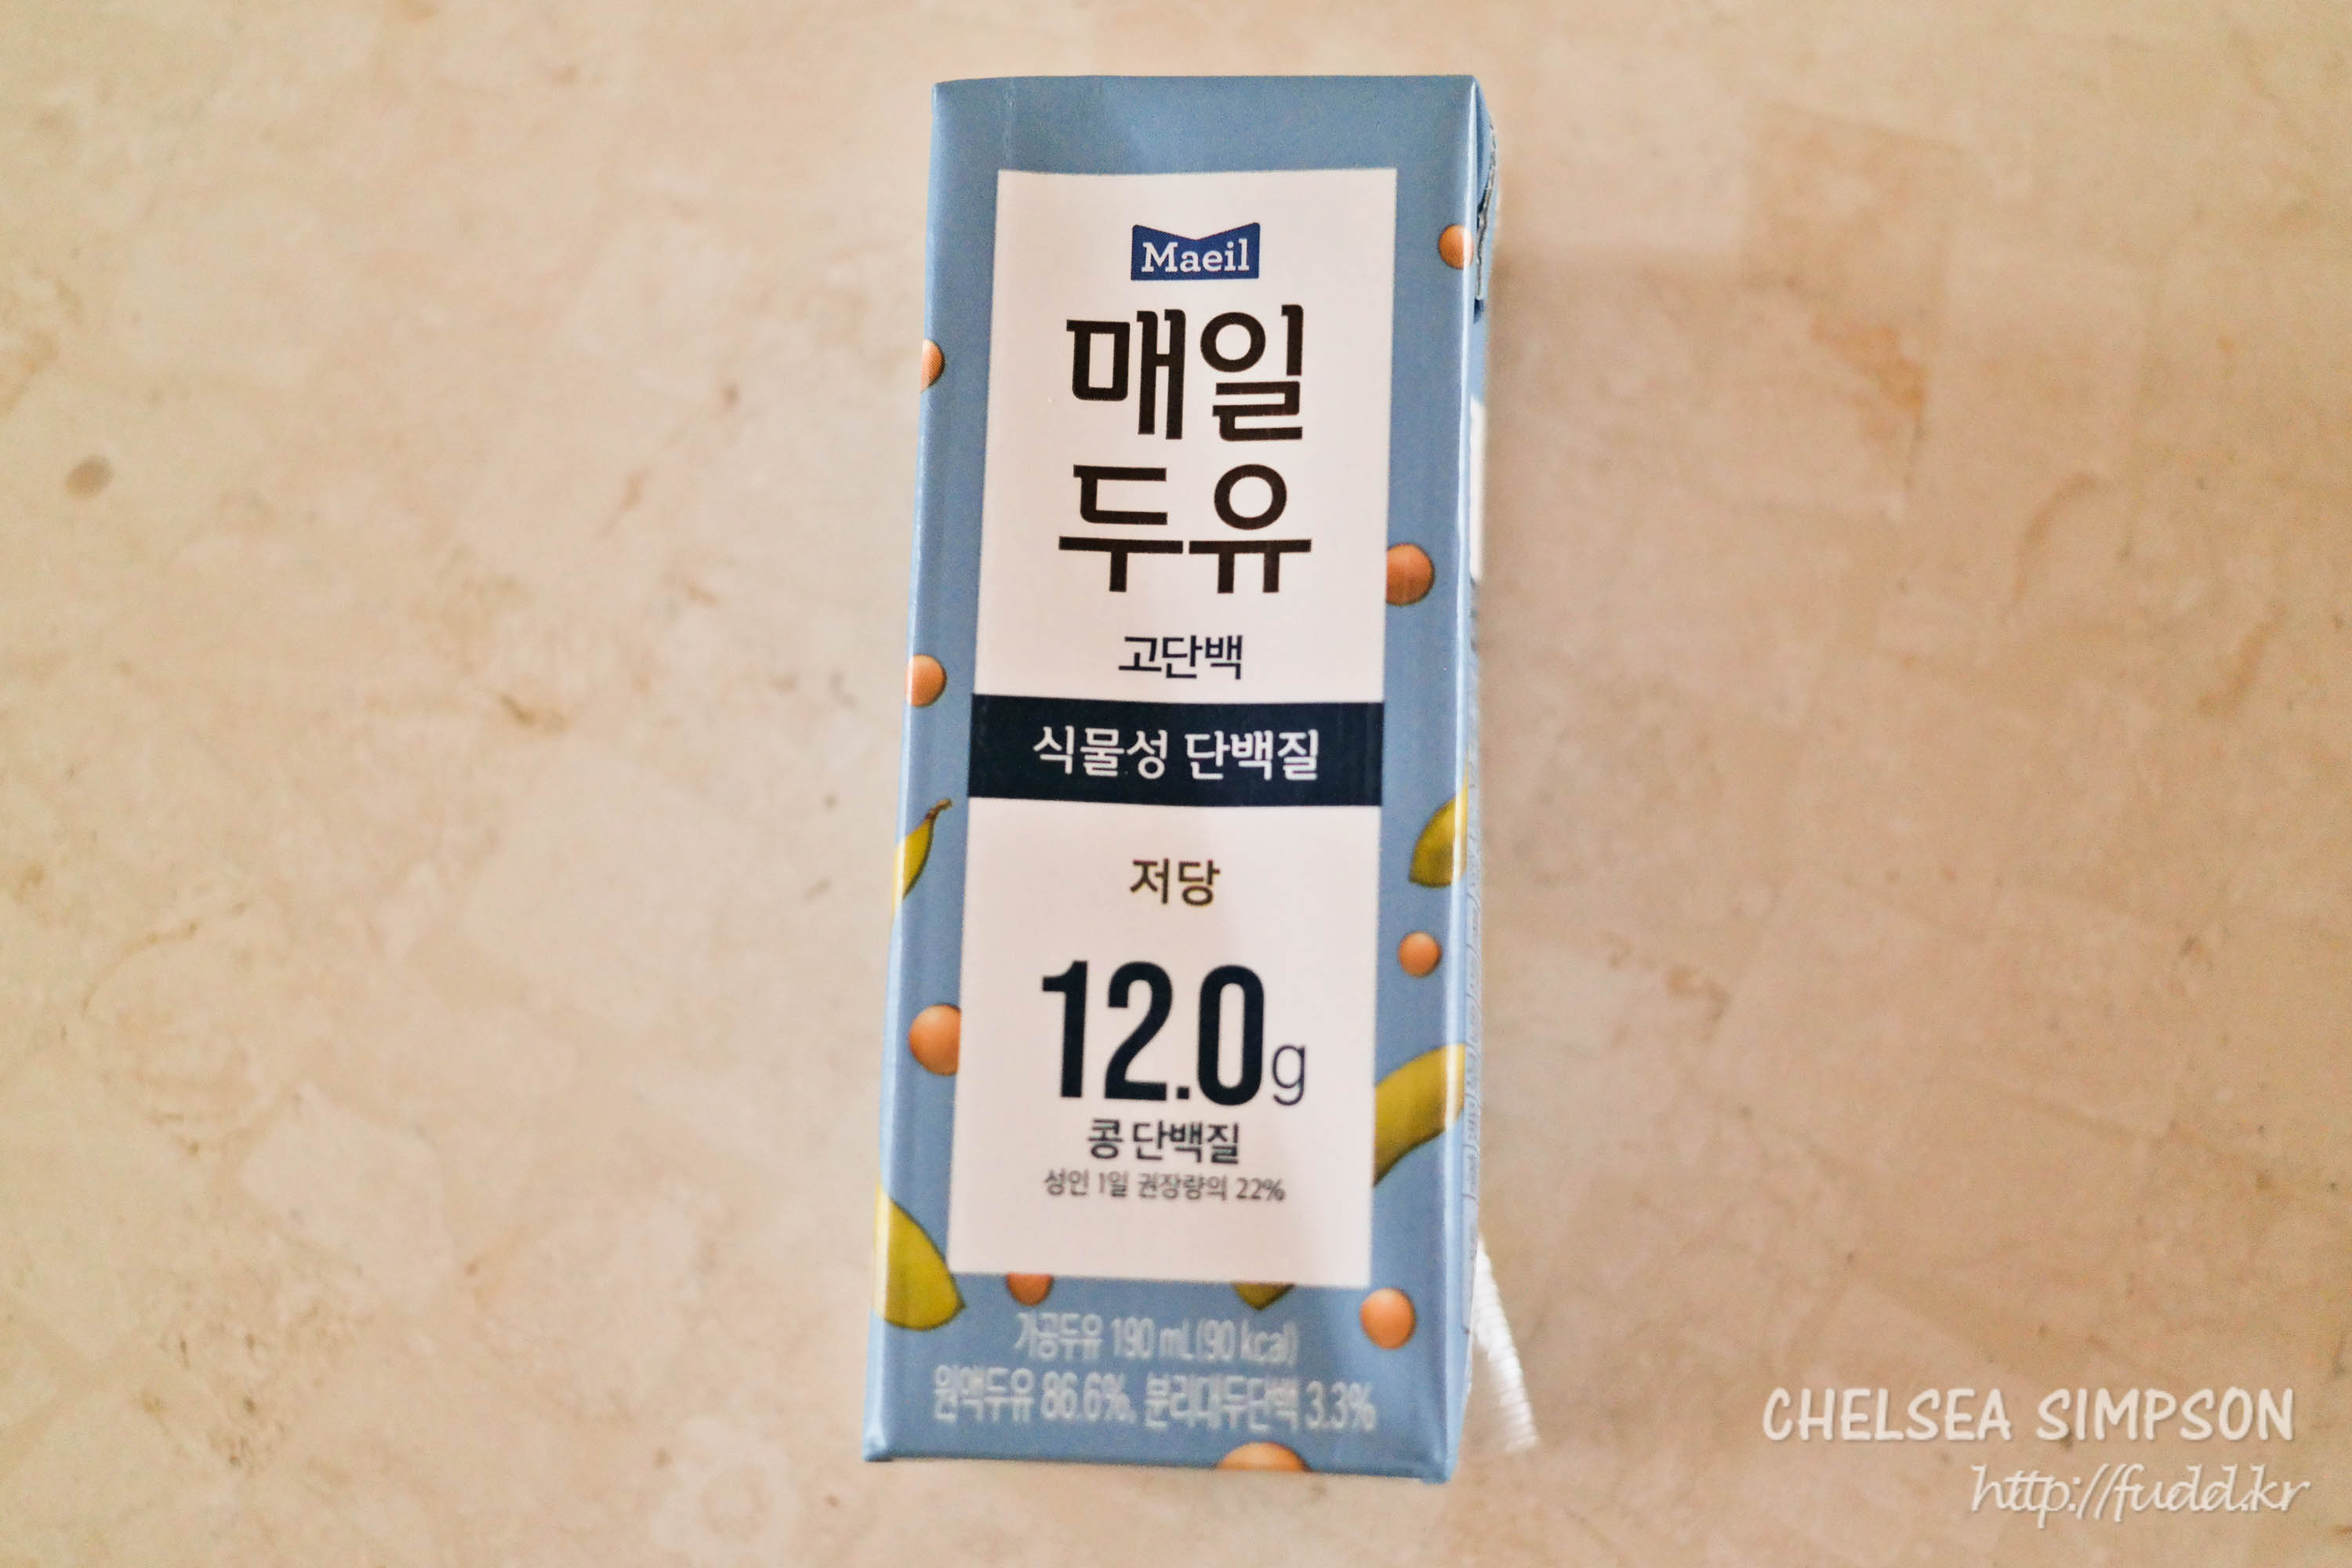 Maeil
매일
두유
고단백
식물성 단백질
저당
12.0g
콩 단백질
성인 1일 권장량의 22%
가공두유 190 mL(90 kcal)
원액두유 86.6%, 분리대두단백 3.3%
CHELSEA SIMPSON
http://fudd.kr